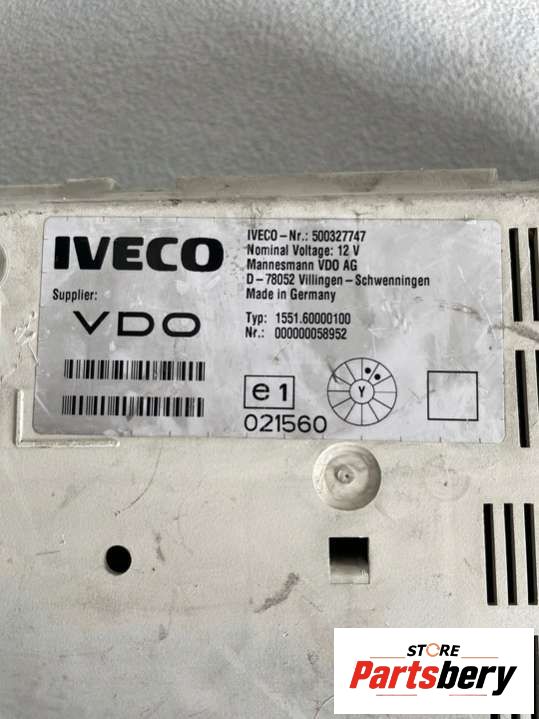 IVECO
IVECO-Nr.: 500327747
Nominal Voltage: 12 V
Mannesmann VDO AG
D-78052 Villingen-Schwenningen
Made in Germany
Supplier:
VDO
Typ: 1551.60000100
Nr.: 000000058952
e1
021560
Y
STORE
Partsbery